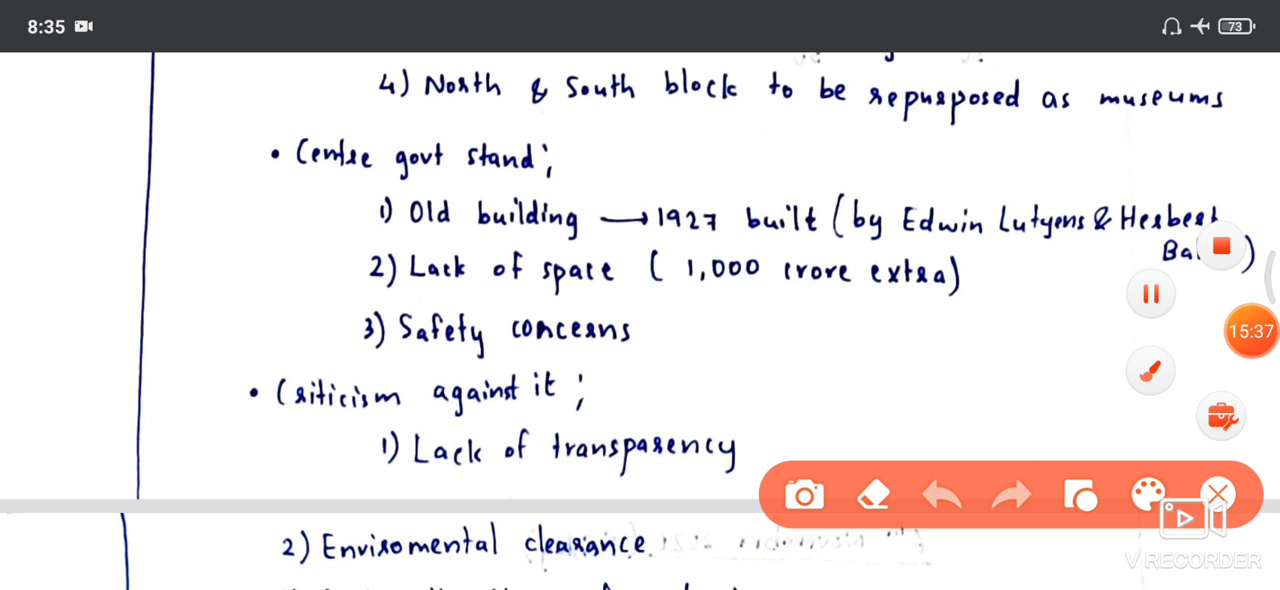 8:35
73
4) North & South block to be repurposed as museums
• Centre govt stand;
1) Old building → 1927 built (by Edwin Lutyens & Herbert
)
2) Lack of space ( 1,000 crore extra)
3) Safety concerns
15:37
• Criticism against it ;
1) Lack of transparency
2) Enviromental clearance
V RECORDER